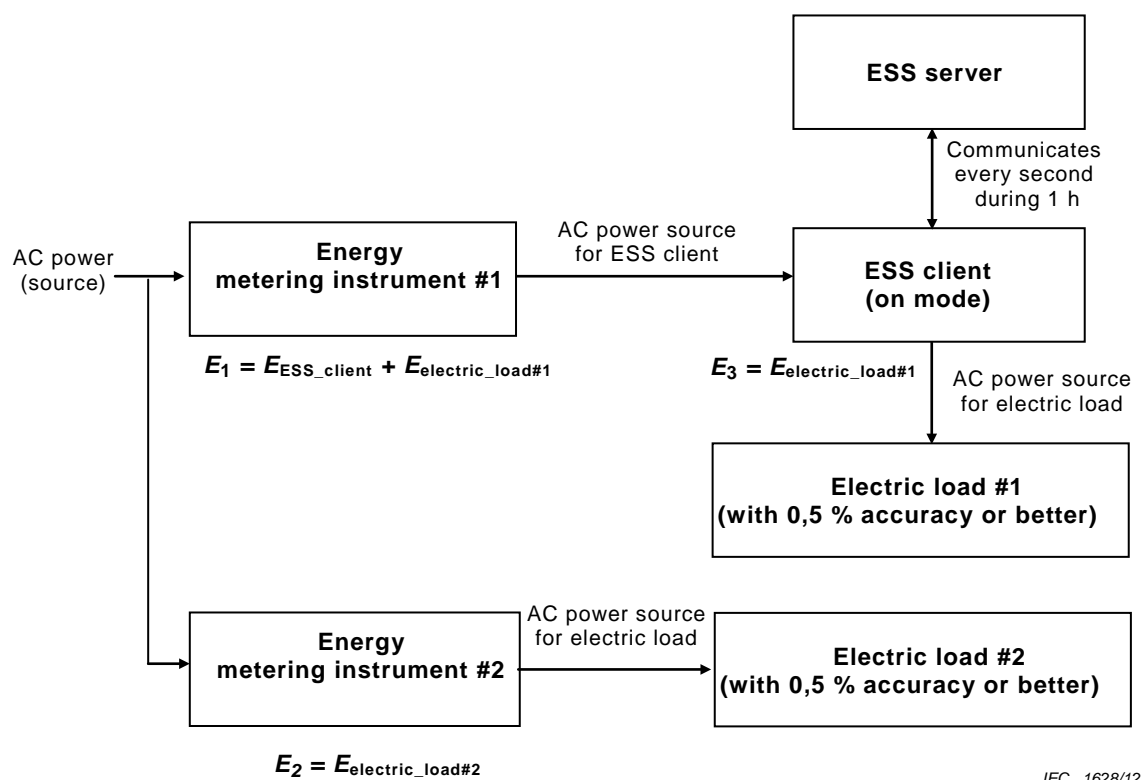 ESS server
Communicates
every second
during 1 h
AC power
(source)
Energy
metering instrument #1
AC power source
for ESS client
ESS client
(on mode)
E1 = EESS_client + Eelectric_load#1
E3 = Eelectric_load#1
AC power source
for electric load
Electric load #1
(with 0,5 % accuracy or better)
Energy
metering instrument #2
AC power source
for electric load
Electric load #2
(with 0,5 % accuracy or better)
E2 = Eelectric_load#2
IEC 1628/12